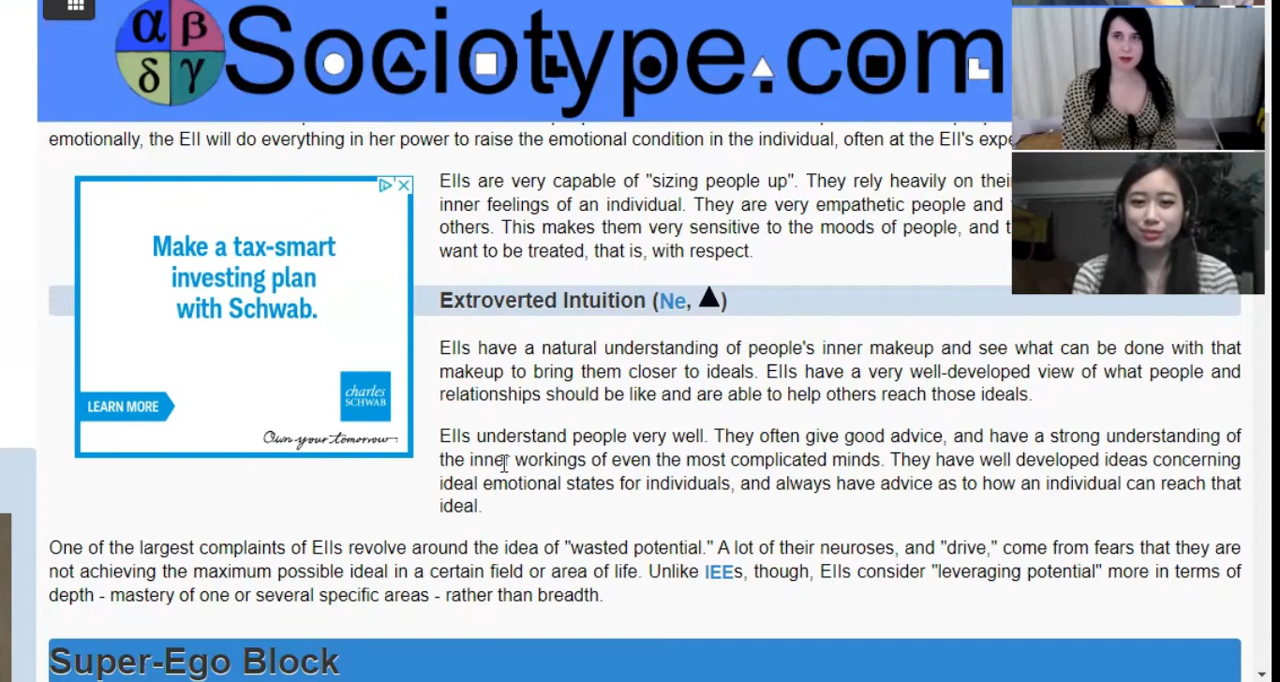 α β
δ γ
Sociotype.com
emotionally, the EII will do everything in her power to raise the emotional condition in the individual, often at the EII's
EIIs are very capable of "sizing people up". They rely heavily on
inner feelings of an individual. They are very empathetic people and
others. This makes them very sensitive to the moods of people, and
want to be treated, that is, with respect.
Make a tax-smart
investing plan
with Schwab.
LEARN MORE
charles
SCHWAB
Own your tomorrow
Extroverted Intuition (Ne, ▲)
EIIs have a natural understanding of people's inner makeup and see what can be done with that
makeup to bring them closer to ideals. EIIs have a very well-developed view of what people and
relationships should be like and are able to help others reach those ideals.
EIIs understand people very well. They often give good advice, and have a strong understanding of
the inner workings of even the most complicated minds. They have well developed ideas concerning
ideal emotional states for individuals, and always have advice as to how an individual can reach that
ideal.
One of the largest complaints of EIIs revolve around the idea of "wasted potential." A lot of their neuroses, and "drive," come from fears that they are
not achieving the maximum possible ideal in a certain field or area of life. Unlike IEEs, though, EIIs consider "leveraging potential" more in terms of
depth - mastery of one or several specific areas - rather than breadth.
Super-Ego Block